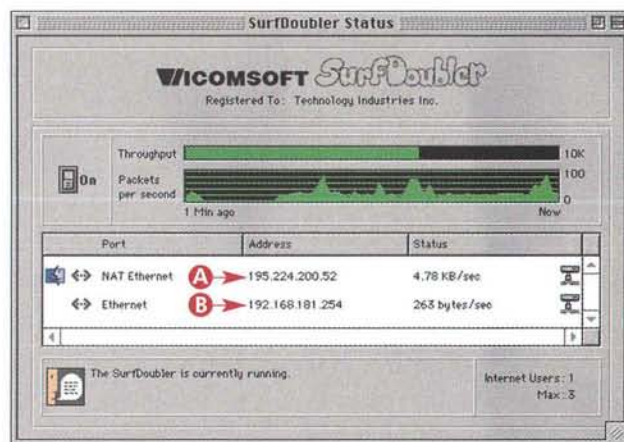 SurfDoubler Status
VICOMSOFT SurfDoubler
Registered To: Technology Industries Inc.
On
Throughput
10K
Packets
per second
100
0
1 Min ago
Now
Port Address Status
NAT Ethernet A 195.224.200.52 4.78 KB/sec
Ethernet B 192.168.181.254 263 bytes/sec
The SurfDoubler is currently running.
Internet Users: 1
Max: 3